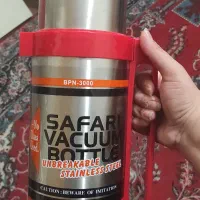 BPN-3000
SAFARI
VACUUM
BOTTLE
UNBREAKABLE
STAINLESS STEEL
CAUTION: BEWARE OF IMITATION